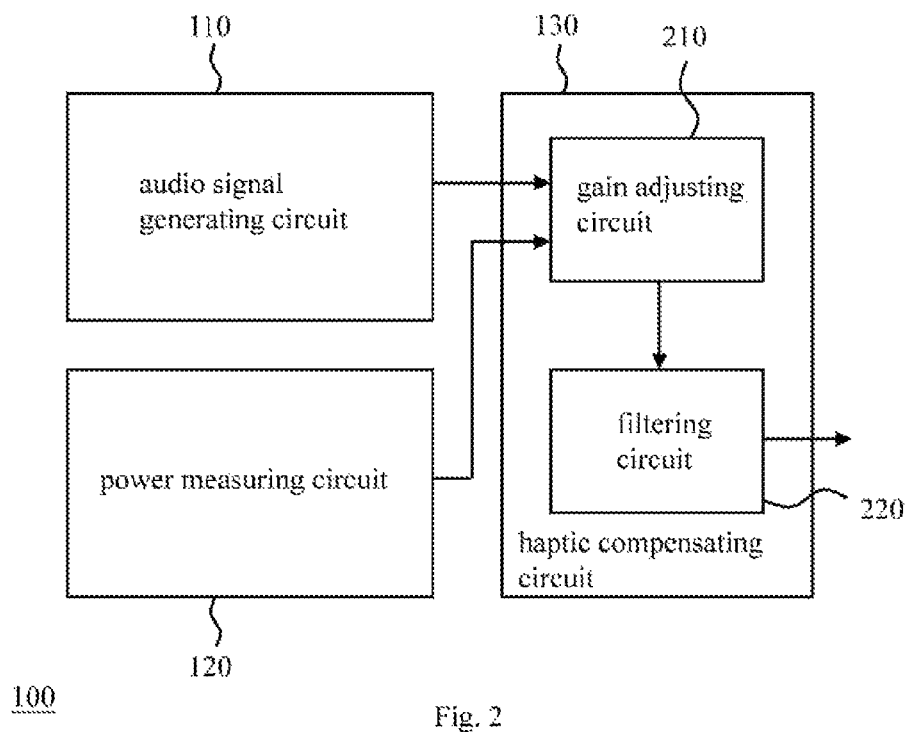 110
130
210
audio signal
generating circuit
gain adjusting
circuit
filtering
circuit
power measuring circuit
220
haptic compensating
circuit
120
100
Fig. 2